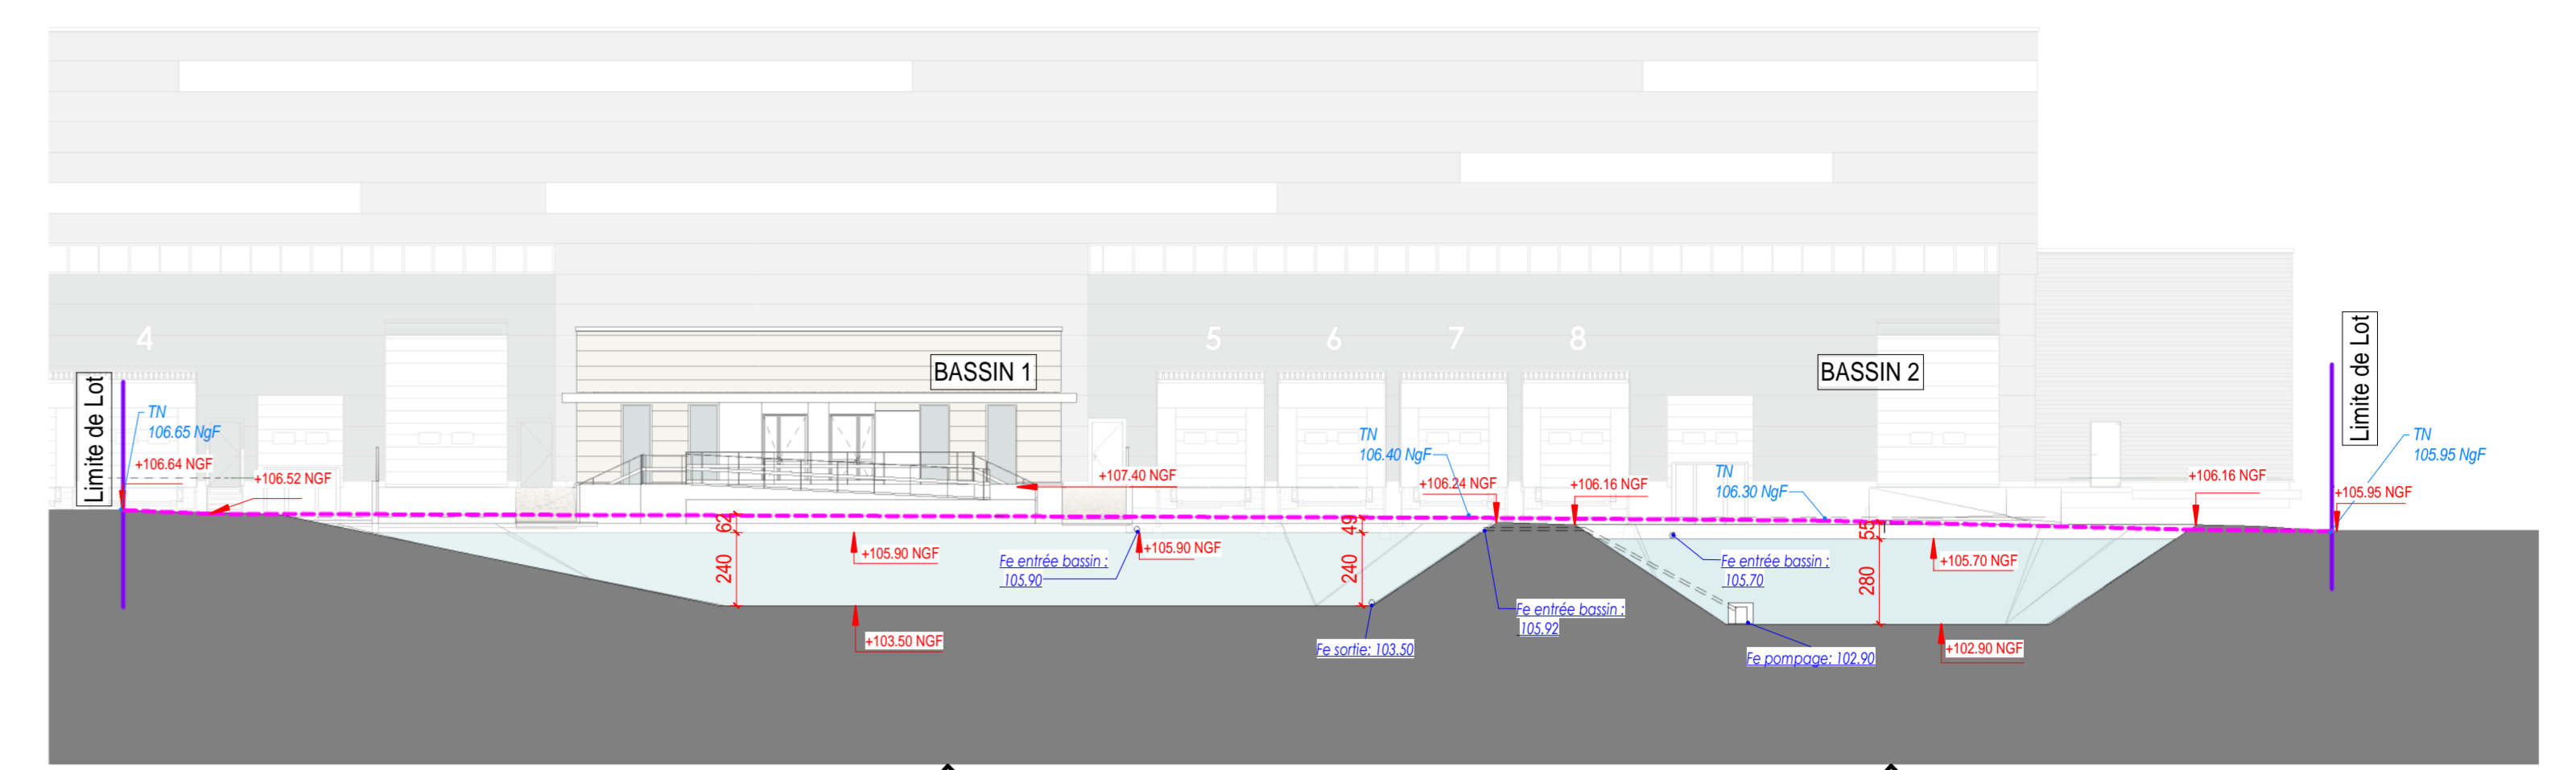 4
5
6
7
8
BASSIN 1
BASSIN 2
Limite de Lot
Limite de Lot
TN
106.65 NgF
+106.64 NGF
+106.52 NGF
TN
106.40 NgF
+107.40 NGF
+106.24 NGF
+106.16 NGF
TN
106.30 NgF
+106.16 NGF
TN
105.95 NgF
+105.95 NGF
62
240
+105.90 NGF
Fe entrée bassin :
105.90
+105.90 NGF
49
240
55
280
Fe entrée bassin :
105.70
+105.70 NGF
Fe entrée bassin :
105.92
+103.50 NGF
Fe sortie: 103.50
Fe pompage: 102.90
+102.90 NGF